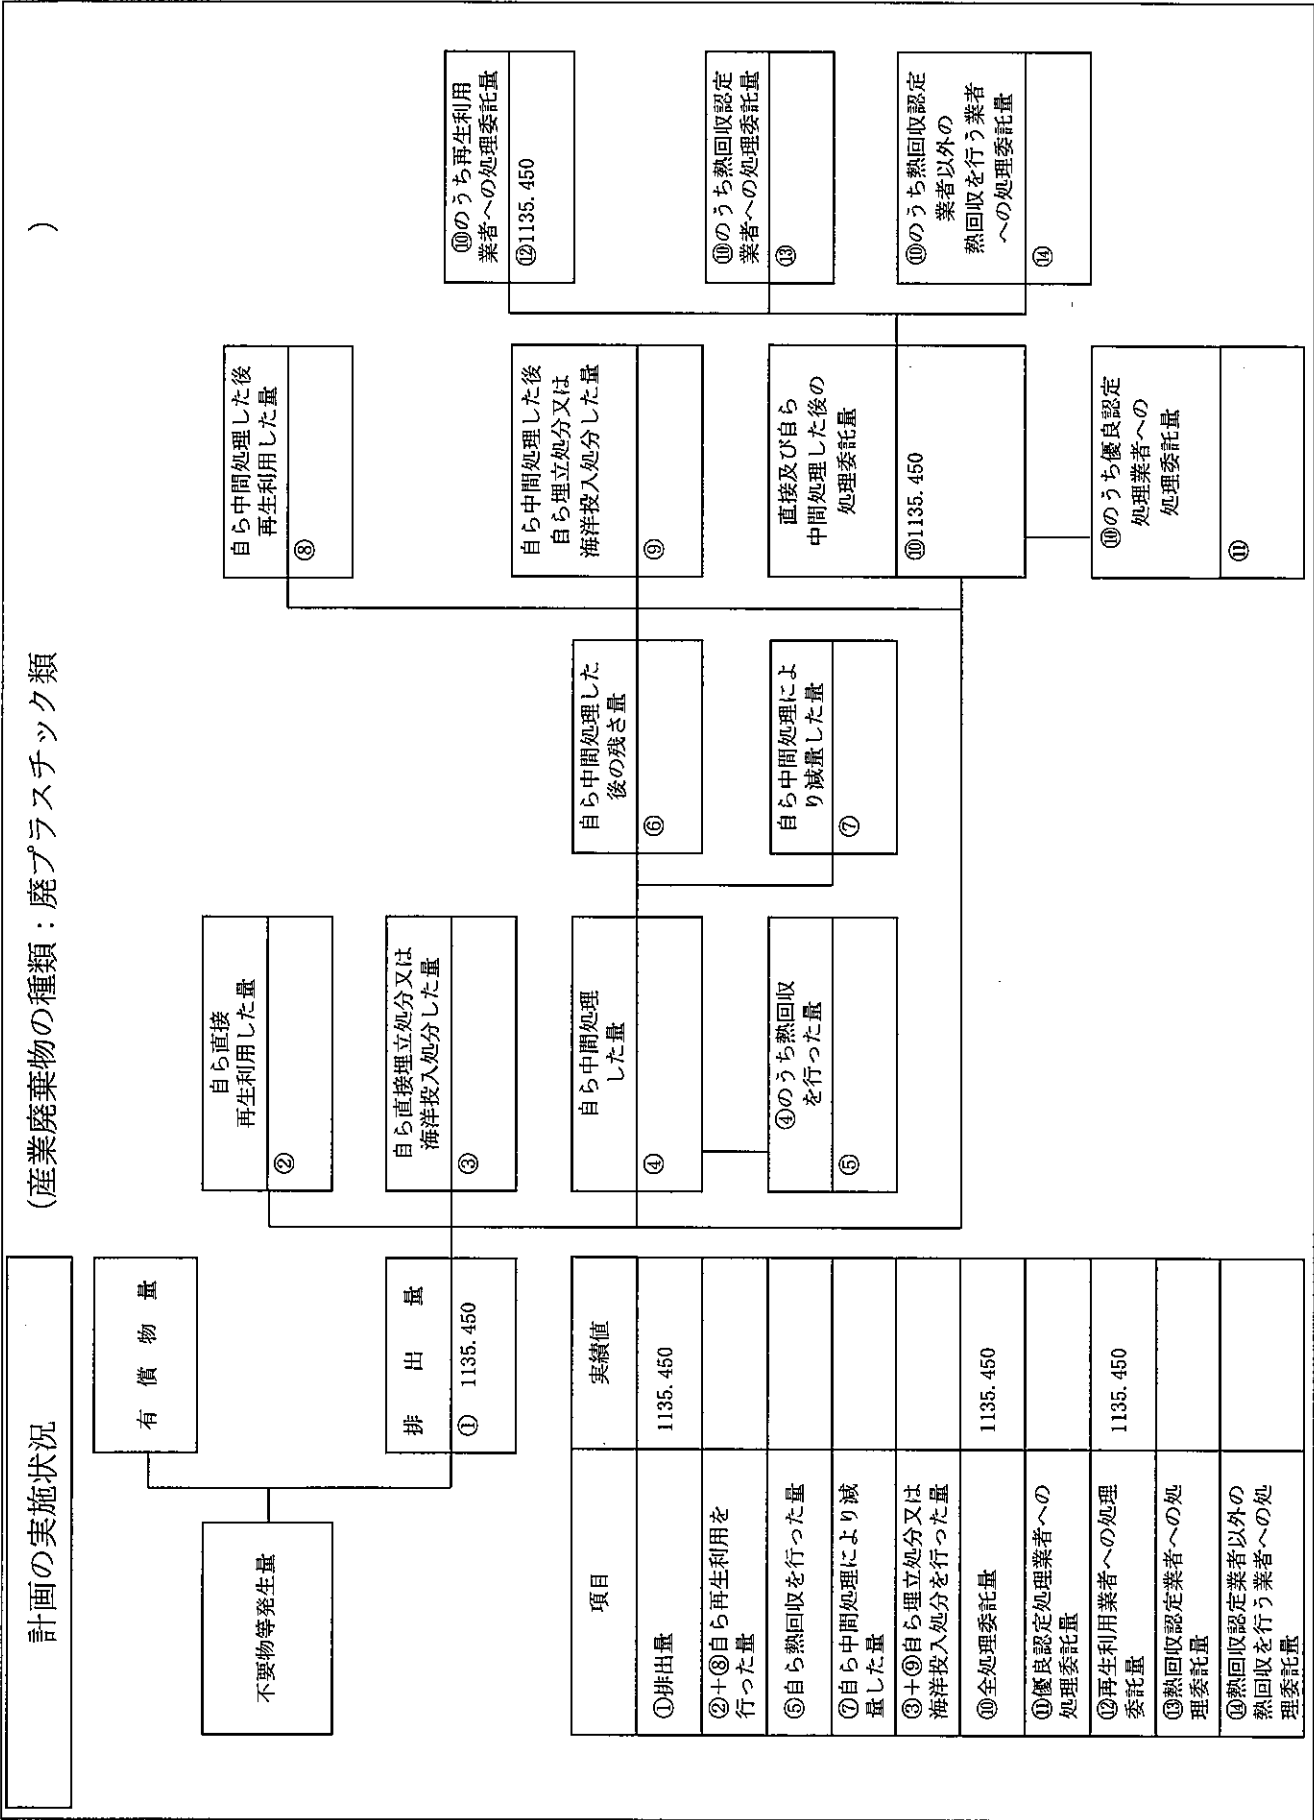 計画の実施状況
(産業廃棄物の種類：廃プラスチック類 )
不要物等発生量
有償物量
排出量
① 1135.450
自ら直接
再生利用した量
②
自ら直接埋立処分又は
海洋投入処分した量
③
自ら中間処理
した量
④
④のうち熱回収
を行った量
⑤
自ら中間処理した
後の残さ量
⑥
自ら中間処理によ
り減量した量
⑦
自ら中間処理した後
再生利用した量
⑧
自ら中間処理した後
自ら埋立処分又は
海洋投入処分した量
⑨
直接及び自ら
中間処理した後の
処理委託量
⑩1135.450
⑩のうち優良認定
処理業者への
処理委託量
⑪
⑩のうち再生利用
業者への処理委託量
⑫1135.450
⑩のうち熱回収認定
業者への処理委託量
⑬
⑩のうち熱回収認定
業者以外の
熱回収を行う業者
への処理委託量
⑭
項目 実績値
①排出量 1135.450
②+⑧自ら再生利用を
行った量
⑤自ら熱回収を行った量
⑦自ら中間処理により減
量した量
③+⑨自ら埋立処分又は
海洋投入処分を行った量
⑩全処理委託量 1135.450
⑪優良認定処理業者への
処理委託量
⑫再生利用業者への処理
委託量 1135.450
⑬熱回収認定業者への処
理委託量
⑭熱回収認定業者以外の
熱回収を行う業者への処
理委託量